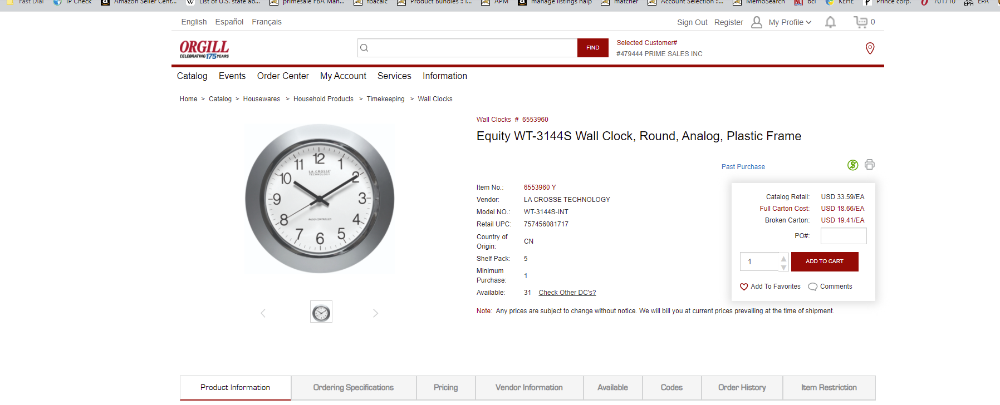 Fast Dial IP Check Amazon Seller Cent... List of U.S. state ab... primesale FBA Man... fbacalc Product Bundles :: I... APM manage listings halp matcher Account Selection ::... MemoSearch bcl KEHE Prince corp. 701710 EPA EPA
English Español Français
Sign Out Register My Profile 0
ORGILL
CELEBRATING 175 YEARS
FIND
Selected Customer#
#479444 PRIME SALES INC
Catalog Events Order Center My Account Services Information
Home > Catalog > Housewares > Household Products > Timekeeping > Wall Clocks
12
11 1
10 2
9 3
8 4
7 5
6
LA CROSSE
TECHNOLOGY
RADIO CONTROLLED
Wall Clocks # 6553960
Equity WT-3144S Wall Clock, Round, Analog, Plastic Frame
Past Purchase
Item No.: 6553960 Y
Vendor: LA CROSSE TECHNOLOGY
Model NO.: WT-3144S-INT
Retail UPC: 757456081717
Country of
Origin: CN
Shelf Pack: 5
Minimum
Purchase: 1
Available: 31 Check Other DC's?
Catalog Retail: USD 33.59/EA
Full Carton Cost: USD 18.66/EA
Broken Carton: USD 19.41/EA
PO#:
1 ADD TO CART
Add To Favorites Comments
Note: Any prices are subject to change without notice. We will bill you at current prices prevailing at the time of shipment.
Product Information Ordering Specifications Pricing Vendor Information Available Codes Order History Item Restriction